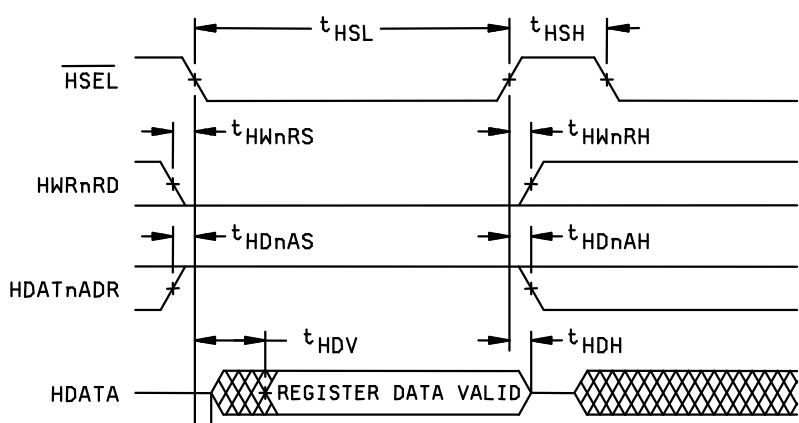 tHSL
tHSH
HSEL
tHWnRS
tHWnRH
HWRnRD
tHDnAS
tHDnAH
HDATnADR
tHDV
tHDH
HDATA
REGISTER DATA VALID